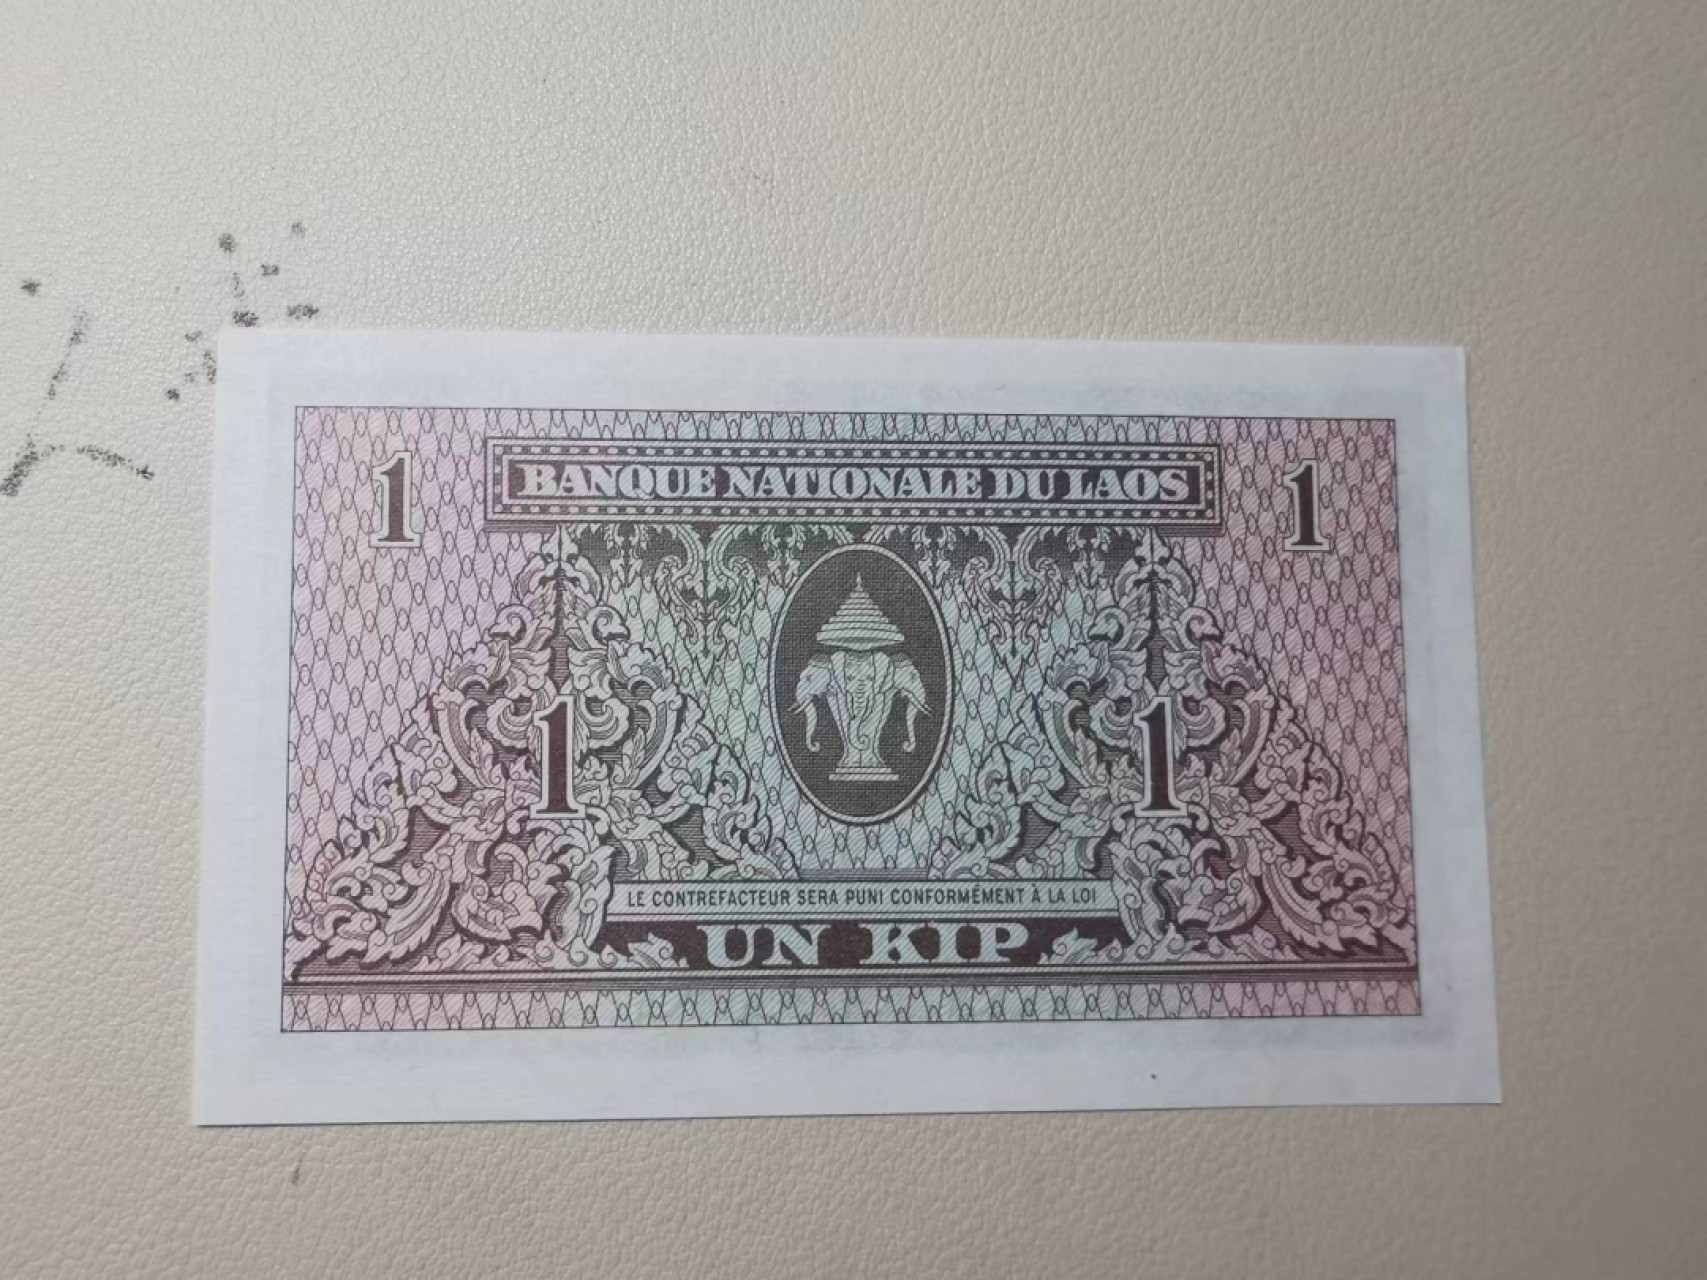 BANQUE NATIONALE DU LAOS
1 1
1 1
LE CONTREFACTEUR SERA PUNI CONFORMÉMENT À LA LOI
UN KIP